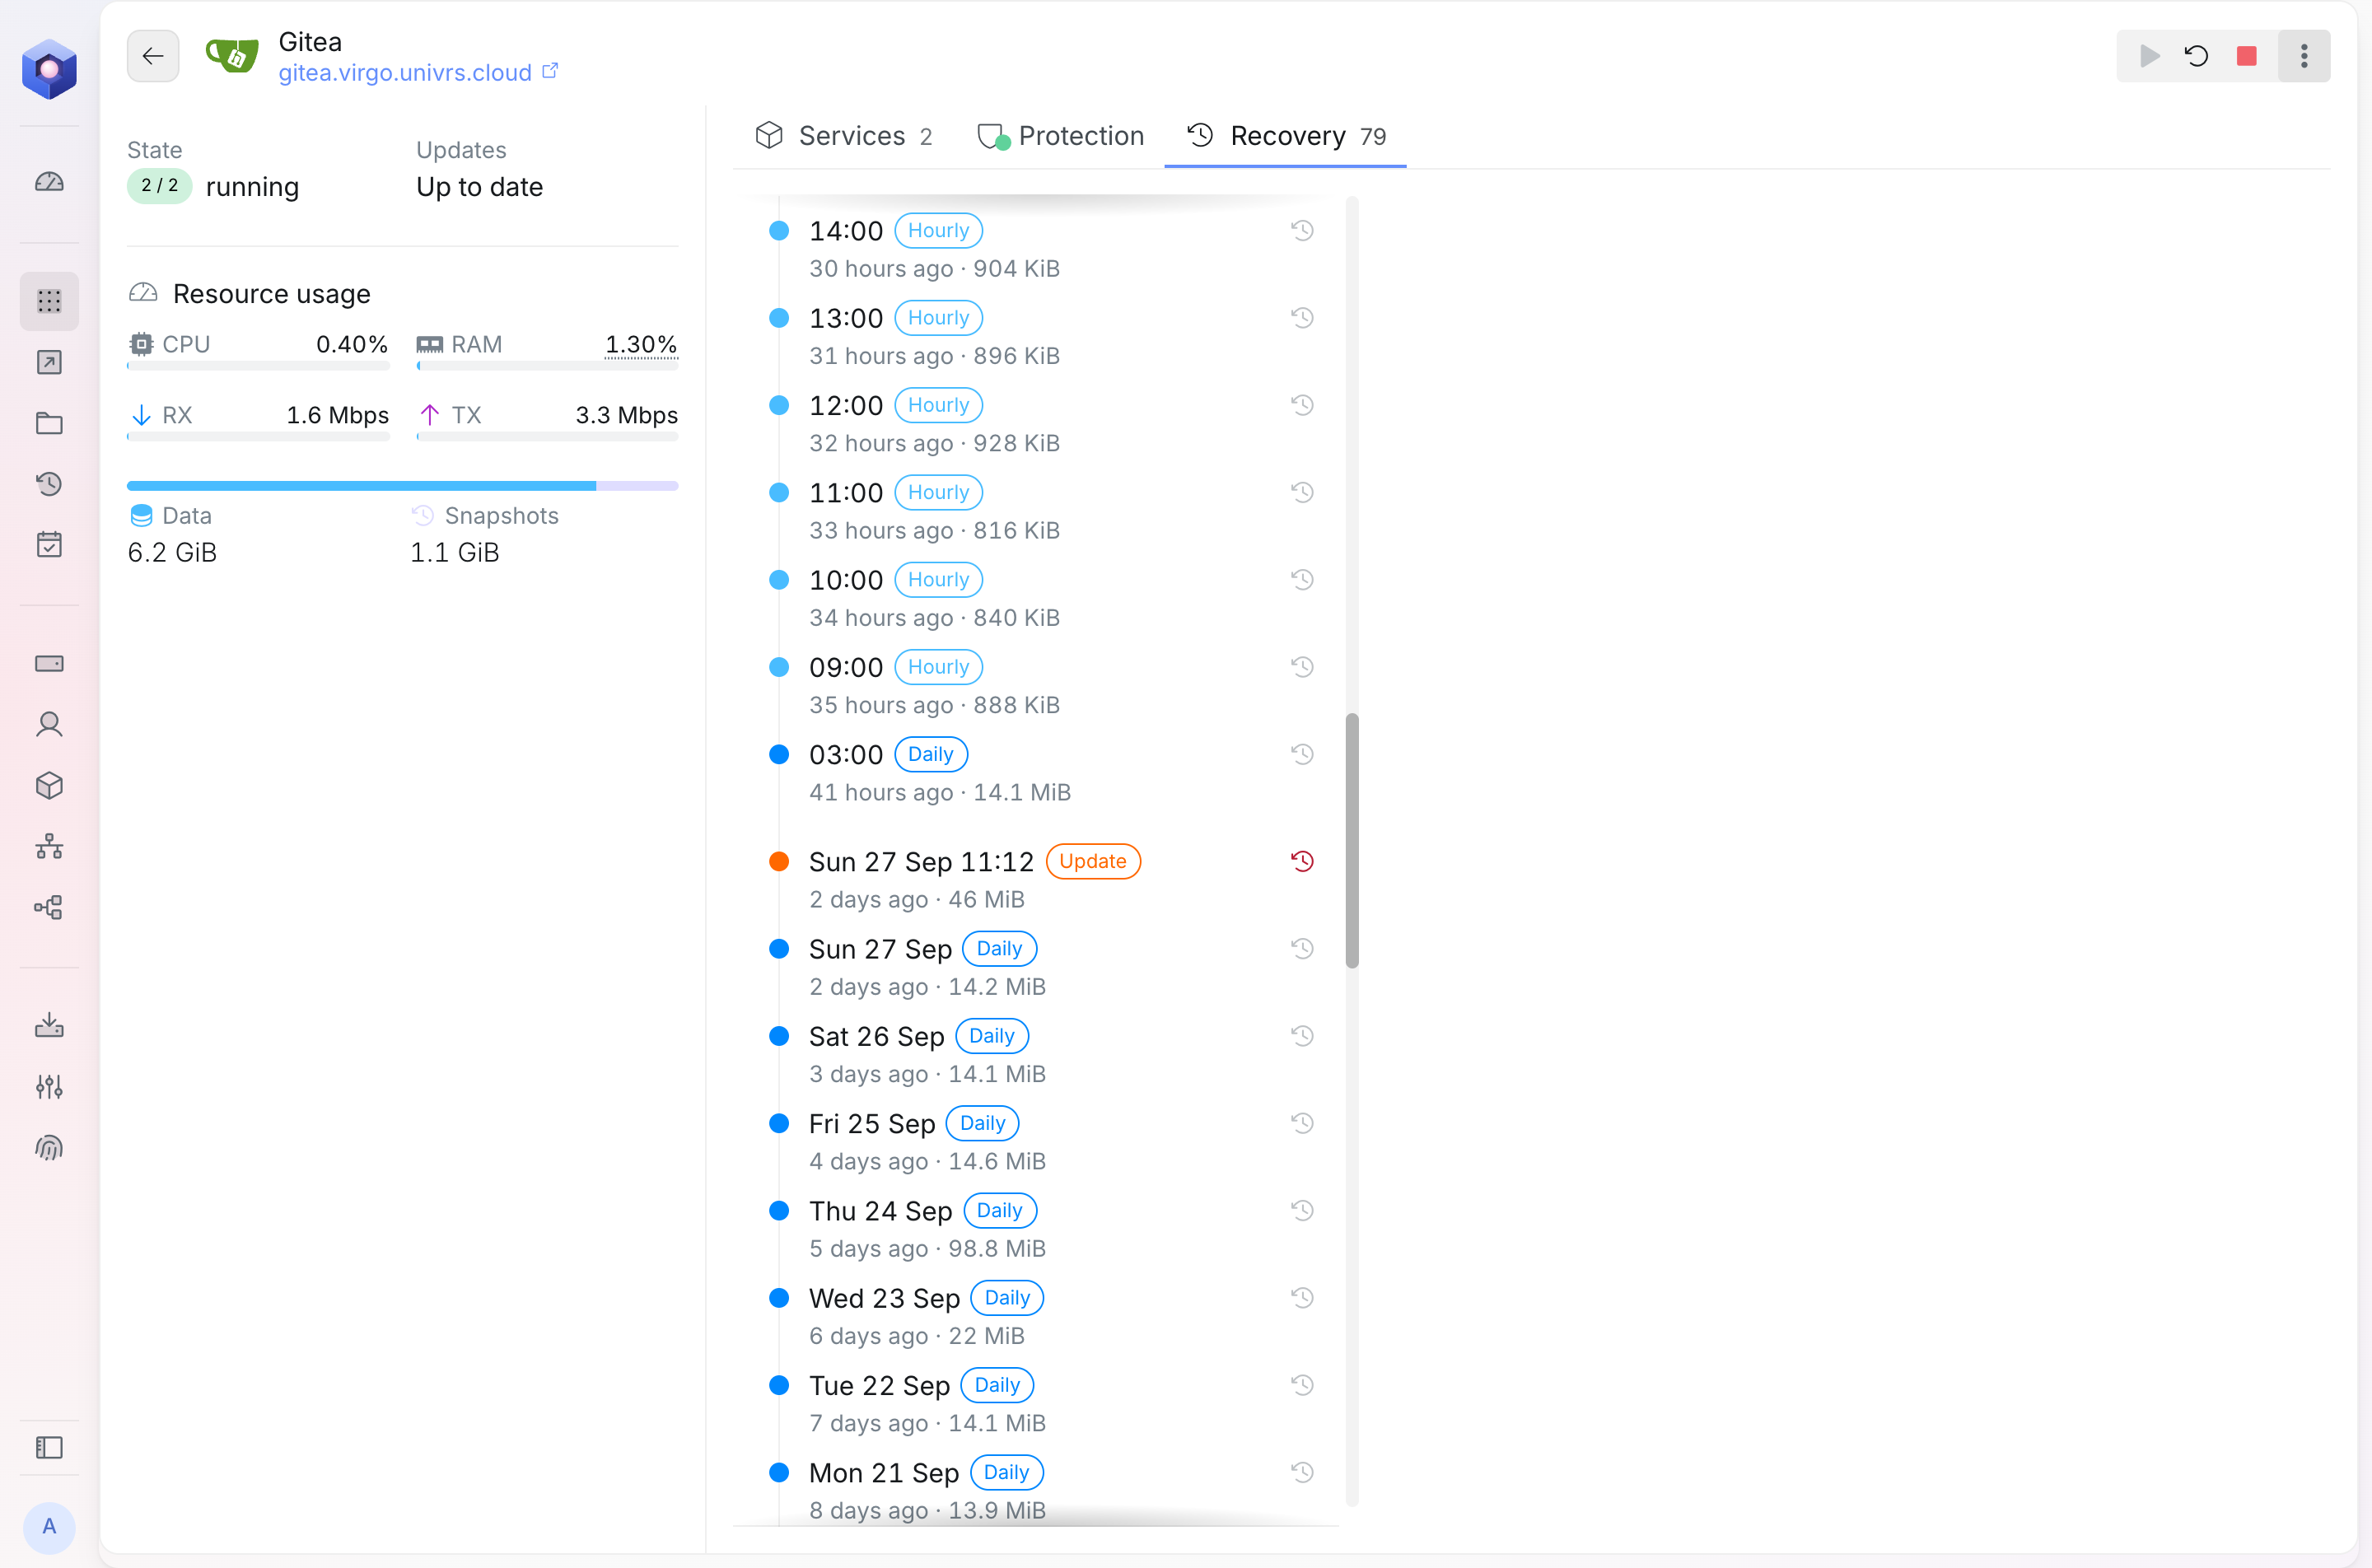 Gitea
gitea.virgo.univrs.cloud
State
Updates
2 / 2 running
Up to date
Resource usage
CPU 0.40%
RAM 1.30%
RX 1.6 Mbps
TX 3.3 Mbps
Data
Snapshots
6.2 GiB
1.1 GiB
Services 2
Protection
Recovery 79
14:00 Hourly
30 hours ago · 904 KiB
13:00 Hourly
31 hours ago · 896 KiB
12:00 Hourly
32 hours ago · 928 KiB
11:00 Hourly
33 hours ago · 816 KiB
10:00 Hourly
34 hours ago · 840 KiB
09:00 Hourly
35 hours ago · 888 KiB
03:00 Daily
41 hours ago · 14.1 MiB
Sun 27 Sep 11:12 Update
2 days ago · 46 MiB
Sun 27 Sep Daily
2 days ago · 14.2 MiB
Sat 26 Sep Daily
3 days ago · 14.1 MiB
Fri 25 Sep Daily
4 days ago · 14.6 MiB
Thu 24 Sep Daily
5 days ago · 98.8 MiB
Wed 23 Sep Daily
6 days ago · 22 MiB
Tue 22 Sep Daily
7 days ago · 14.1 MiB
Mon 21 Sep Daily
8 days ago · 13.9 MiB
A